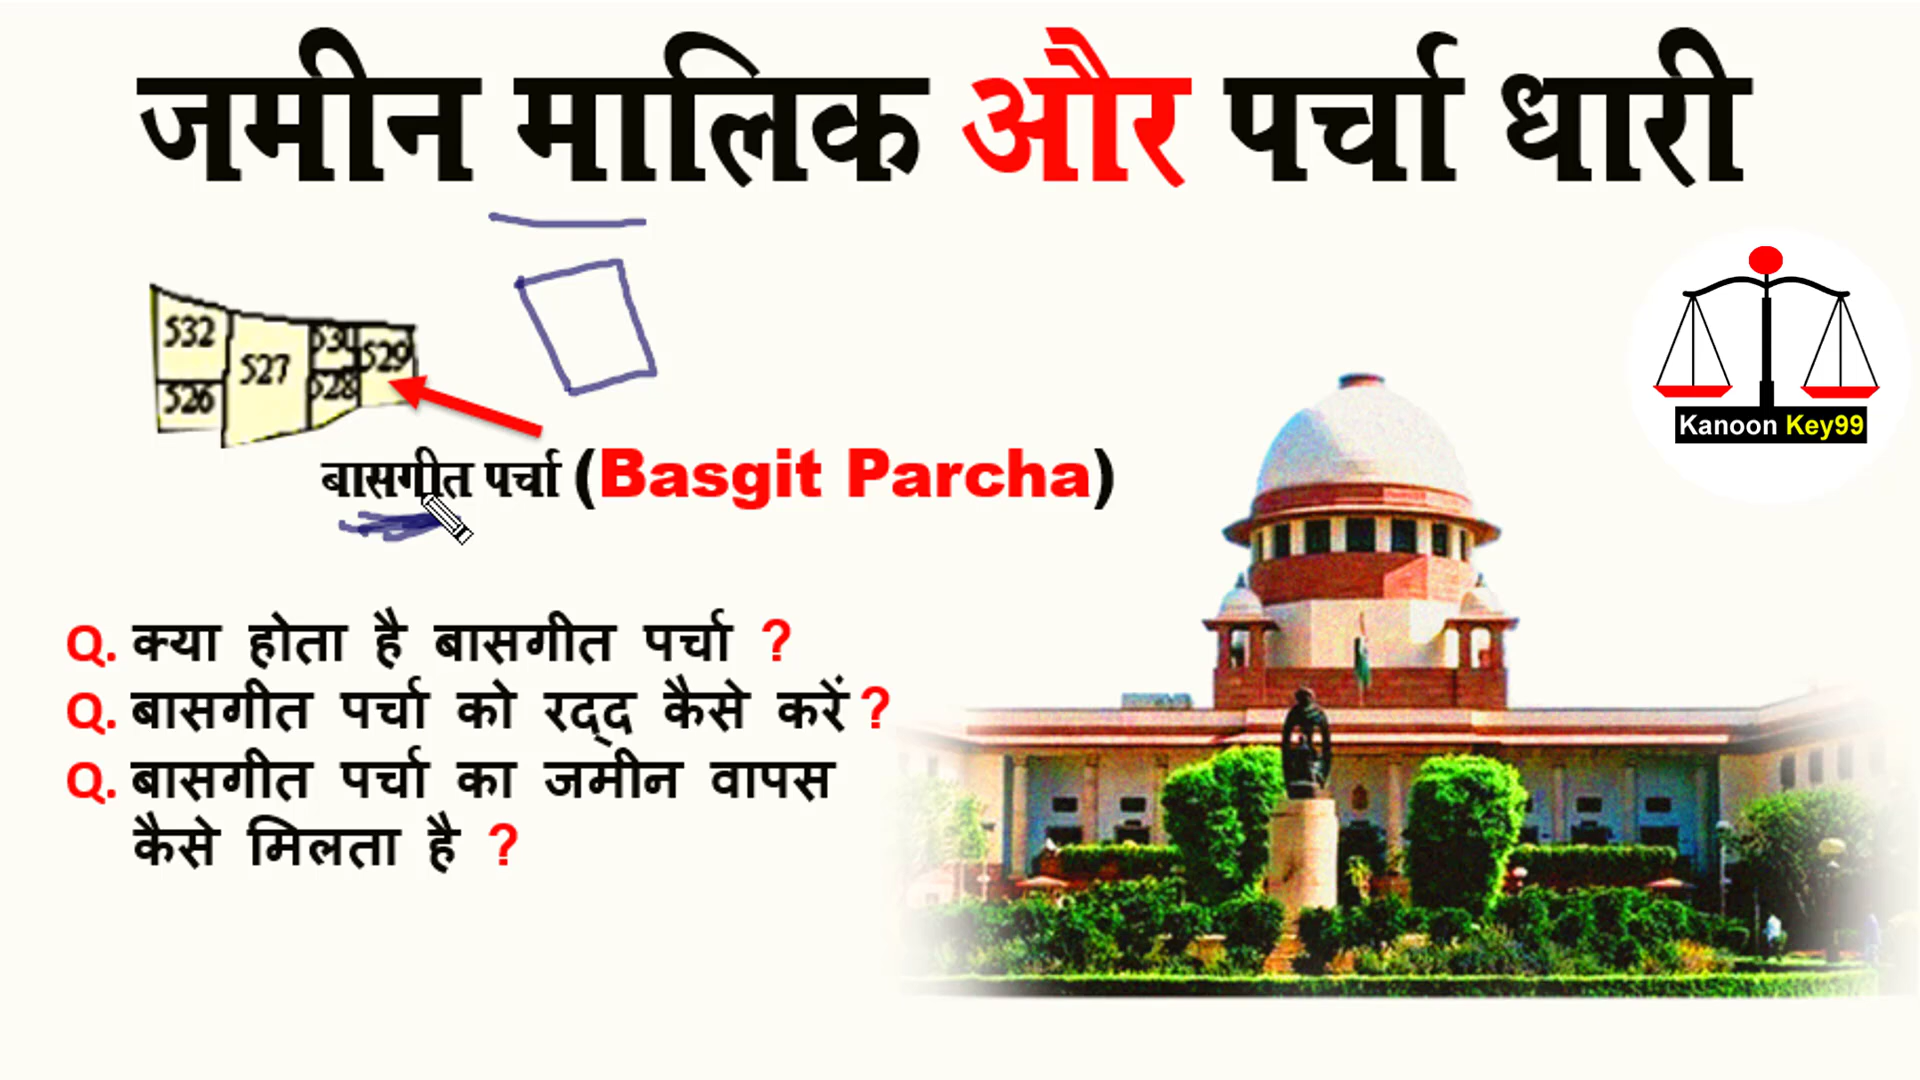 जमीन मालिक और पर्चा धारी
532
527
530
529
526
528
Kanoon Key99
बासगीत पर्चा (Basgit Parcha)
Q. क्या होता है बासगीत पर्चा ?
Q. बासगीत पर्चा को रद्द कैसे करें ?
Q. बासगीत पर्चा का जमीन वापस
कैसे मिलता है ?